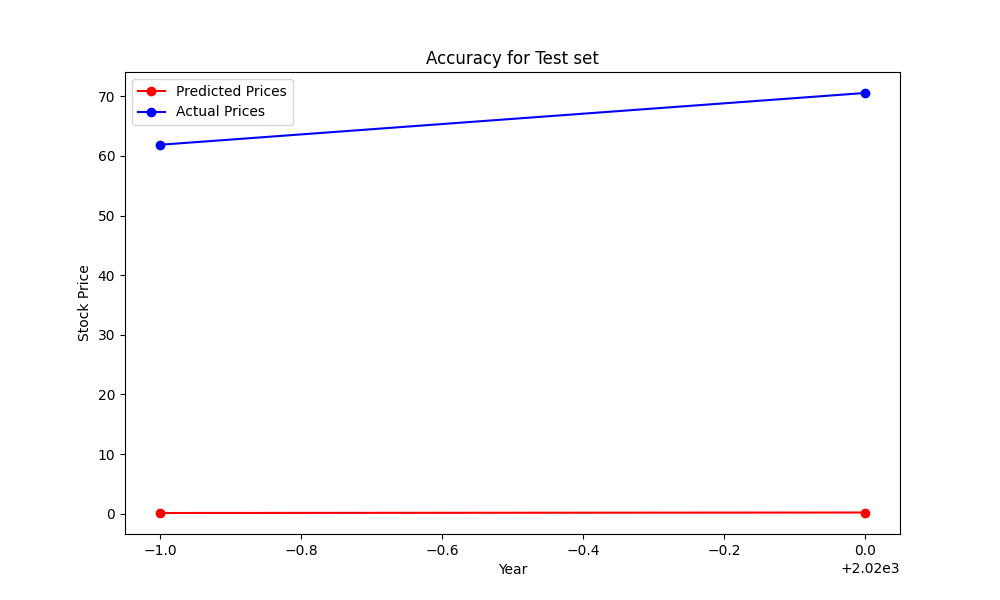 Accuracy for Test set
Predicted Prices
Actual Prices
70
60
50
40
30
20
10
0
Stock Price
−1.0 −0.8 −0.6 −0.4 −0.2 0.0
Year
+2.02e3